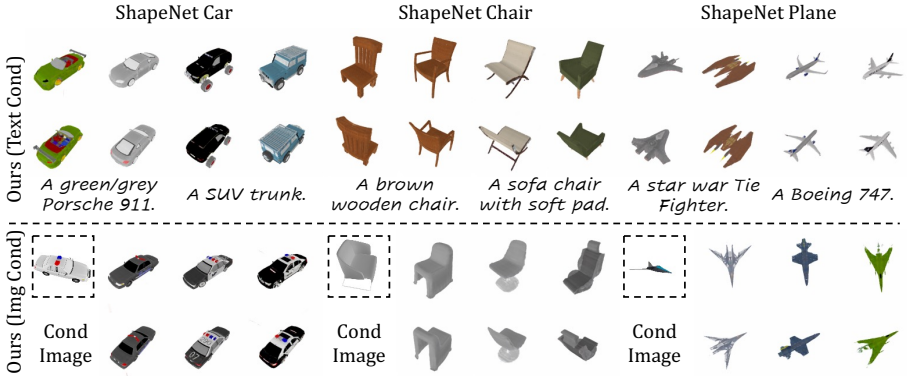 ShapeNet Car
ShapeNet Chair
ShapeNet Plane
Ours (Text Cond)
A green/grey
Porsche 911.
A SUV trunk.
A brown
wooden chair.
A sofa chair
with soft pad.
A star war Tie
Fighter.
A Boeing 747.
Ours (Img Cond)
Cond
Image
Cond
Image
Cond
Image